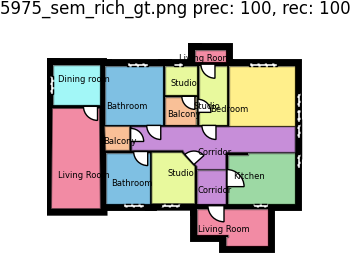 5975_sem_rich_gt.png prec: 100, rec: 100
Living Room
Dining room
Studio
Bathroom
Studio
Bedroom
Balcony
Balcony
Corridor
Living Room
Bathroom
Studio
Kitchen
Corridor
Living Room